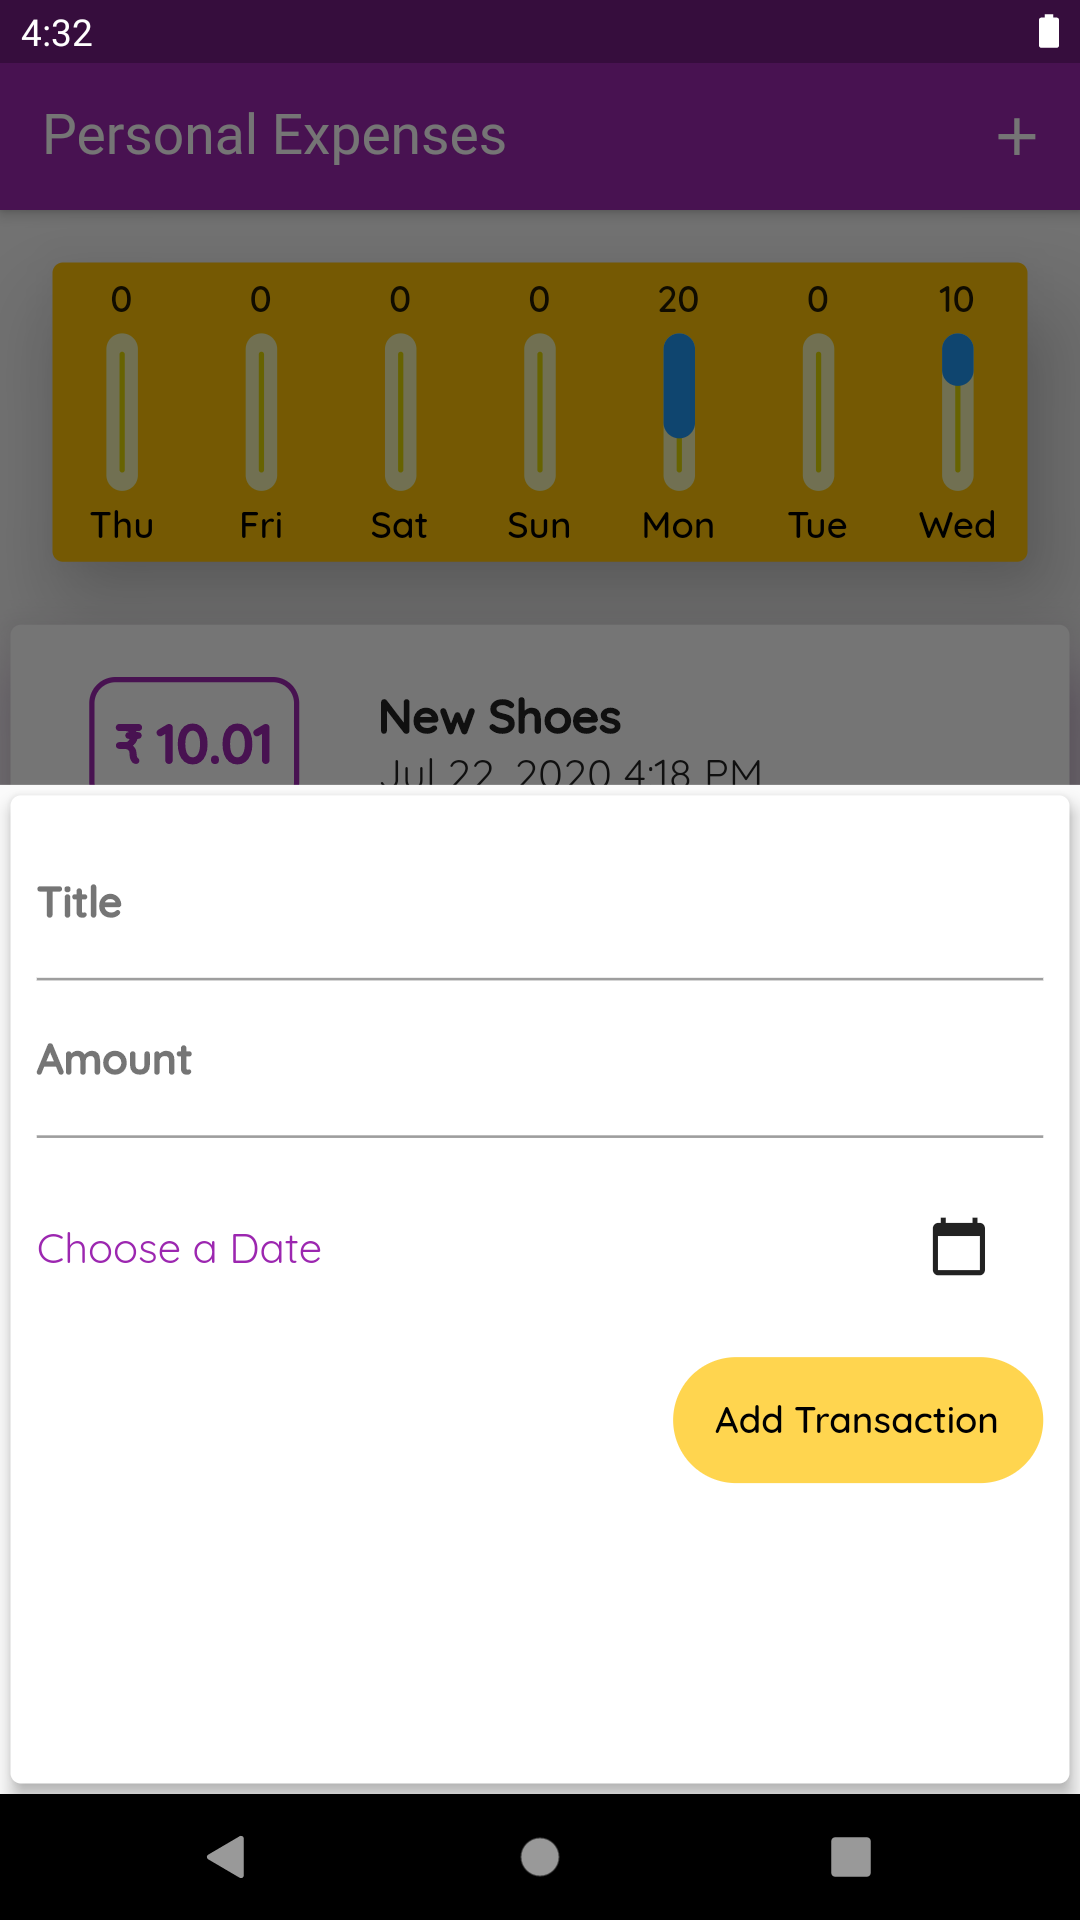 4:32
Personal Expenses
0 0 0 0 20 0 10
Thu Fri Sat Sun Mon Tue Wed
₹ 10.01
New Shoes
Jul 22, 2020 4:18 PM
Title
Amount
Choose a Date
Add Transaction